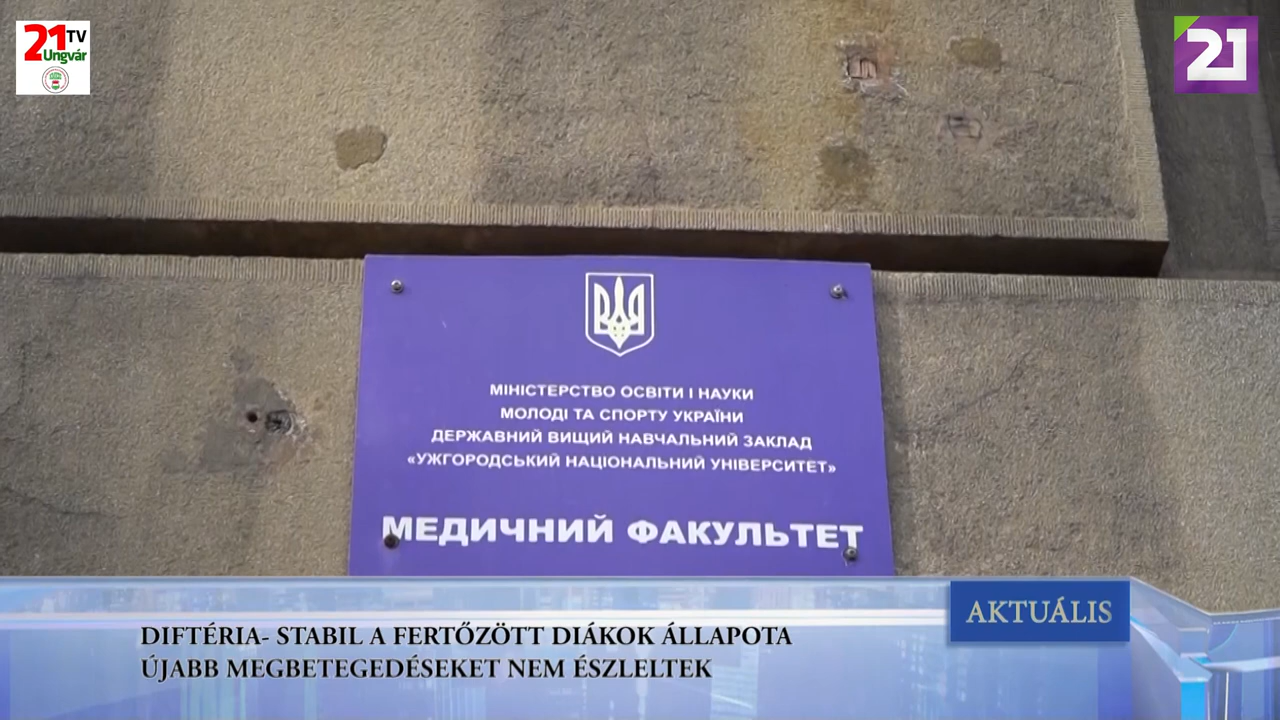 21 TV
Ungvár
21
МІНІСТЕРСТВО ОСВІТИ І НАУКИ
МОЛОДІ ТА СПОРТУ УКРАЇНИ
ДЕРЖАВНИЙ ВИЩИЙ НАВЧАЛЬНИЙ ЗАКЛАД
«УЖГОРОДСЬКИЙ НАЦІОНАЛЬНИЙ УНІВЕРСИТЕТ»
МЕДИЧНИЙ ФАКУЛЬТЕТ
AKTUÁLIS
DIFTÉRIA- STABIL A FERTŐZÖTT DIÁKOK ÁLLAPOTA
ÚJABB MEGBETEGEDÉSEKET NEM ÉSZLELTEK